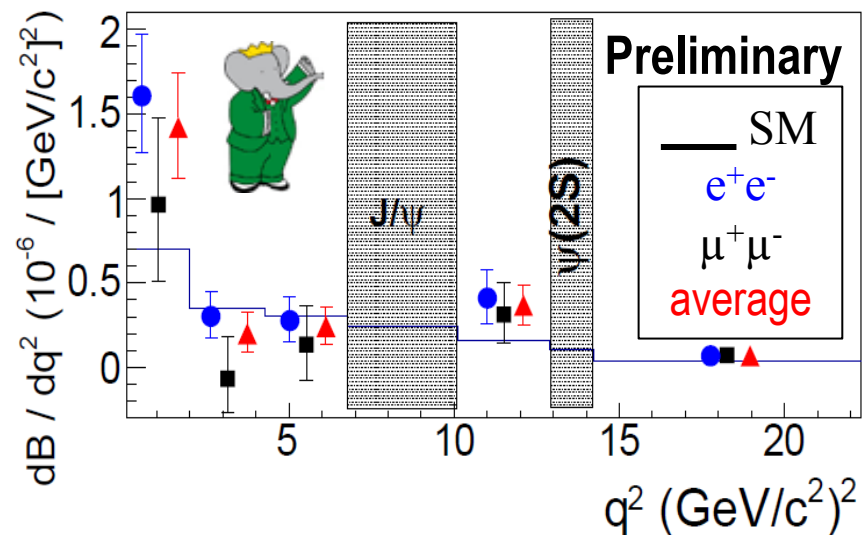 dB / dq² (10⁻⁶ / [GeV/c²]²)
2
1.5
1
0.5
0
Preliminary
SM
e⁺e⁻
μ⁺μ⁻
average
J/ψ
ψ(2S)
5
10
15
20
q² (GeV/c²)²